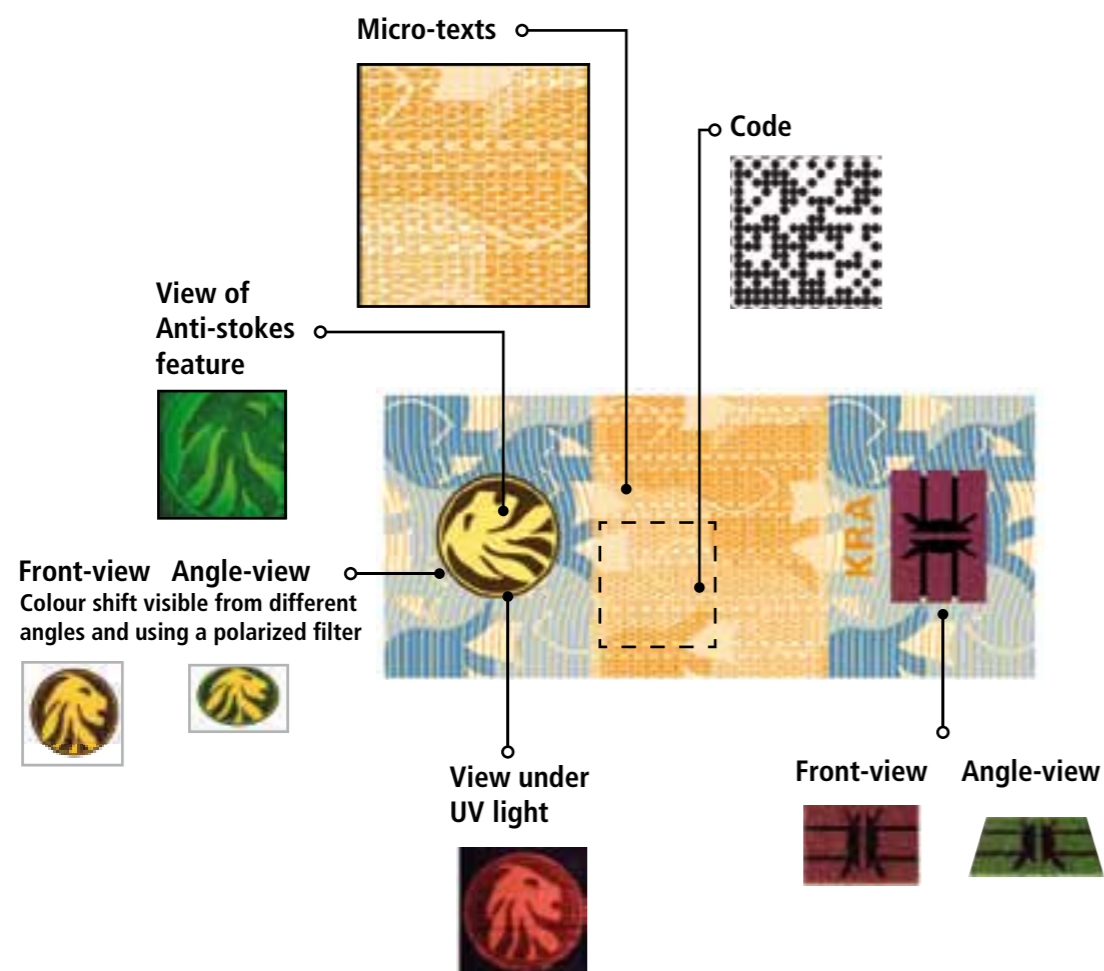 Micro-texts
Code
View of
Anti-stokes
feature
KRA
Front-view Angle-view
Colour shift visible from different
angles and using a polarized filter
View under
UV light
Front-view Angle-view